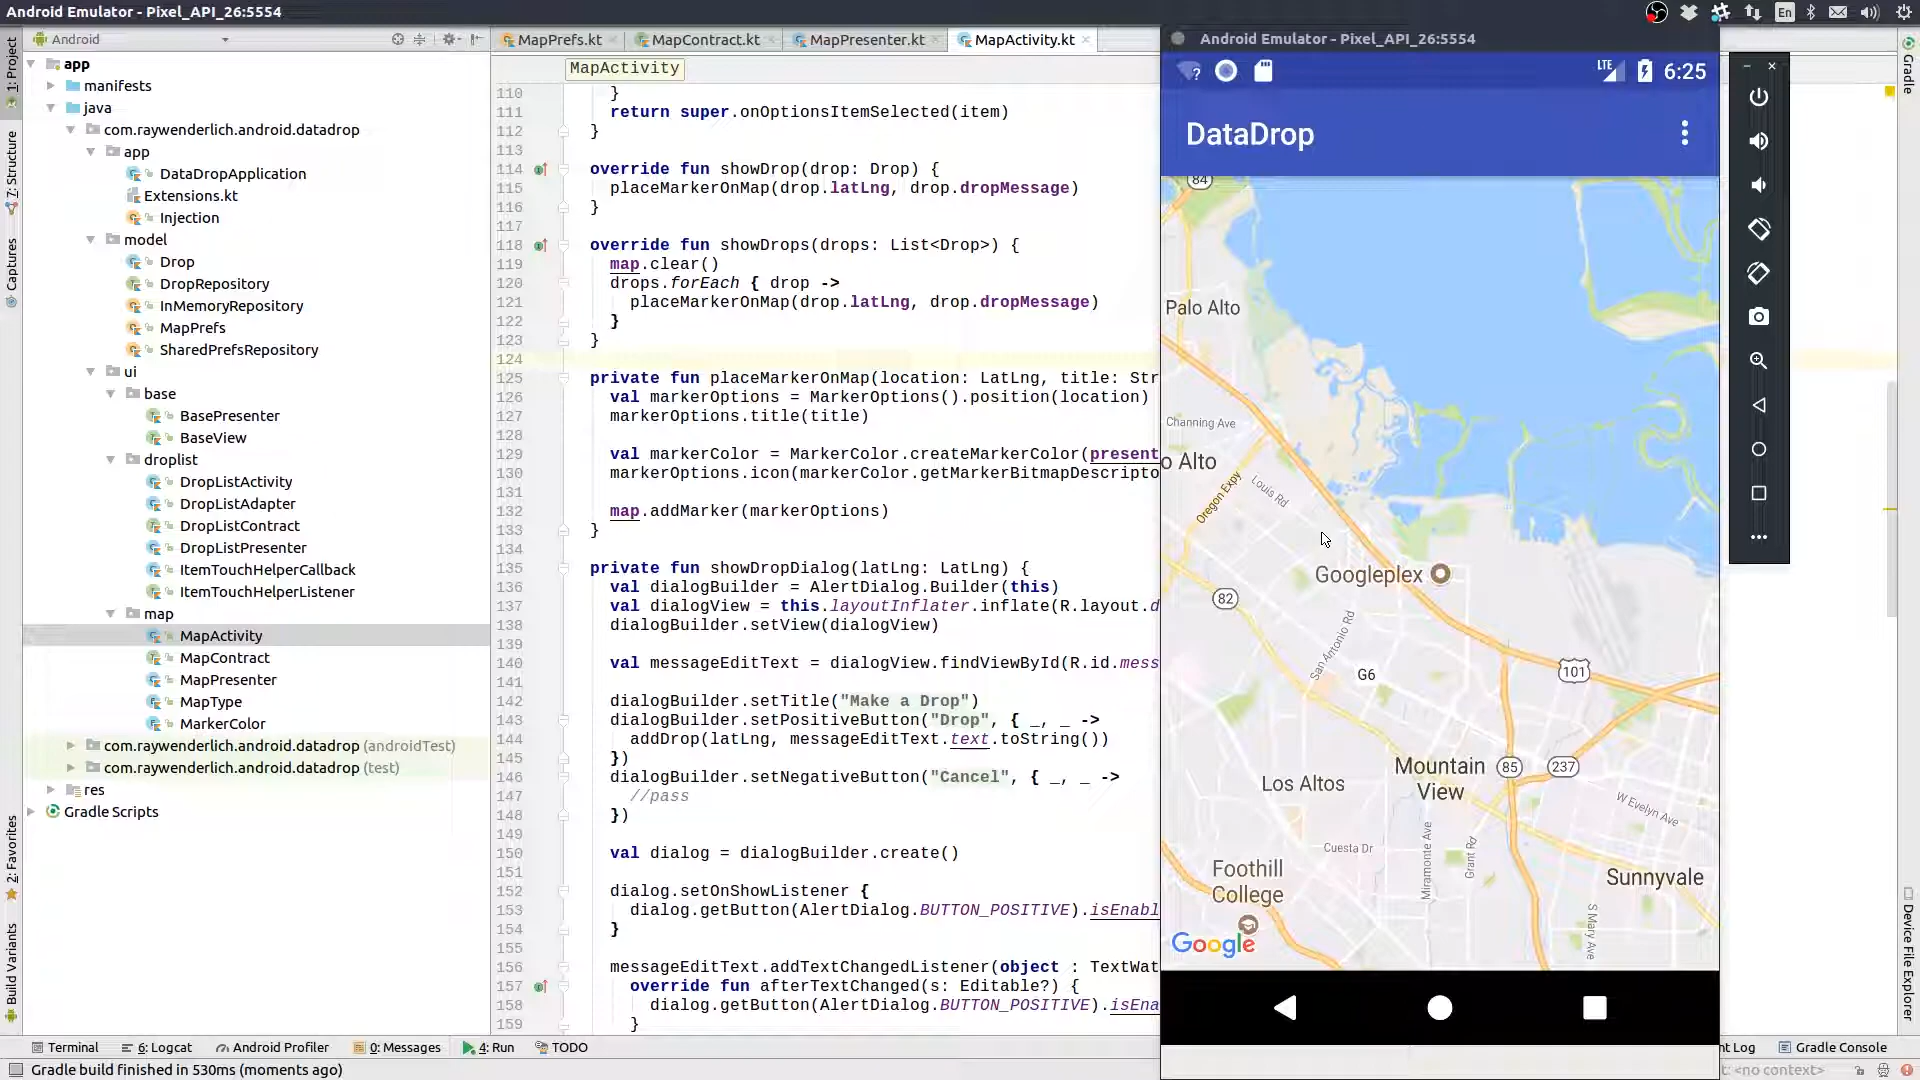 Android Emulator - Pixel_API_26:5554
En
1: Project
7: Structure
Captures
2: Favorites
Build Variants
Android
app
manifests
java
com.raywenderlich.android.datadrop
app
DataDropApplication
Extensions.kt
Injection
model
Drop
DropRepository
InMemoryRepository
MapPrefs
SharedPrefsRepository
ui
base
BasePresenter
BaseView
droplist
DropListActivity
DropListAdapter
DropListContract
DropListPresenter
ItemTouchHelperCallback
ItemTouchHelperListener
map
MapActivity
MapContract
MapPresenter
MapType
MarkerColor
com.raywenderlich.android.datadrop (androidTest)
com.raywenderlich.android.datadrop (test)
res
Gradle Scripts
MapPrefs.kt
MapContract.kt
MapPresenter.kt
MapActivity.kt
MapActivity
110 }
111 return super.onOptionsItemSelected(item)
112 }
113
114 override fun showDrop(drop: Drop) {
115 placeMarkerOnMap(drop.latLng, drop.dropMessage)
116 }
117
118 override fun showDrops(drops: List<Drop>) {
119 map.clear()
120 drops.forEach { drop ->
121 placeMarkerOnMap(drop.latLng, drop.dropMessage)
122 }
123 }
124
125 private fun placeMarkerOnMap(location: LatLng, title: Str
126 val markerOptions = MarkerOptions().position(location)
127 markerOptions.title(title)
128
129 val markerColor = MarkerColor.createMarkerColor(present
130 markerOptions.icon(markerColor.getMarkerBitmapDescripto
131
132 map.addMarker(markerOptions)
133 }
134
135 private fun showDropDialog(latLng: LatLng) {
136 val dialogBuilder = AlertDialog.Builder(this)
137 val dialogView = this.layoutInflater.inflate(R.layout.d
138 dialogBuilder.setView(dialogView)
139
140 val messageEditText = dialogView.findViewById(R.id.mess
141
142 dialogBuilder.setTitle("Make a Drop")
143 dialogBuilder.setPositiveButton("Drop", { _, _ ->
144 addDrop(latLng, messageEditText.text.toString())
145 })
146 dialogBuilder.setNegativeButton("Cancel", { _, _ ->
147 //pass
148 })
149
150 val dialog = dialogBuilder.create()
151
152 dialog.setOnShowListener {
153 dialog.getButton(AlertDialog.BUTTON_POSITIVE).isEnabl
154 }
155
156 messageEditText.addTextChangedListener(object : TextWat
157 override fun afterTextChanged(s: Editable?) {
158 dialog.getButton(AlertDialog.BUTTON_POSITIVE).isEna
159 }
Android Emulator - Pixel_API_26:5554
LTE 6:25
DataDrop
84
Palo Alto
Channing Ave
o Alto
Oregon Expy
Louis Rd
Googleplex
82
San Antonio Rd
G6
101
Mountain View
85
237
Los Altos
W Evelyn Ave
Cuesta Dr
Miramonte Ave
Grant Rd
Foothill College
Sunnyvale
S Mary Ave
Google
Gradle
Device File Explorer
Terminal
6: Logcat
Android Profiler
0: Messages
4: Run
TODO
nt Log
Gradle Console
Gradle build finished in 530ms (moments ago)
t: <no context>